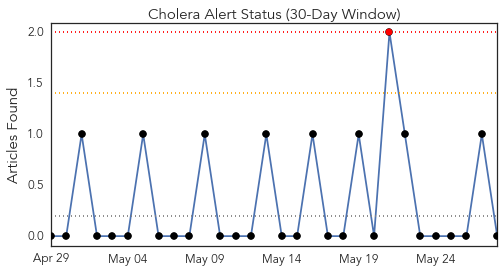 Cholera Alert Status (30-Day Window)
Articles Found
2.0
1.5
1.0
0.5
0.0
Apr 29 May 04 May 09 May 14 May 19 May 24